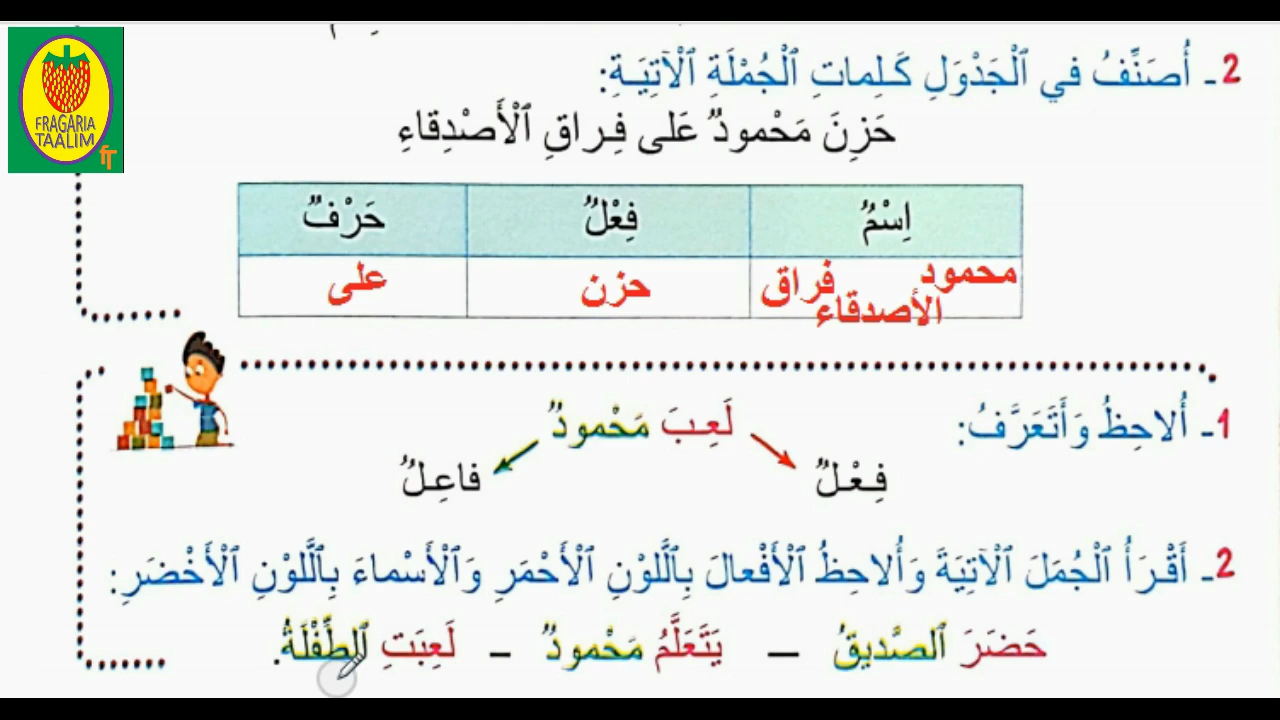 FRAGARIA
TAALIM
fT
2- أُصَنِّفُ في ٱلْجَدْوَلِ كَلِماتِ ٱلْجُمْلَةِ ٱلْآتِيَةِ:
حَزِنَ مَحْمودٌ عَلى فِراقِ ٱلْأَصْدِقاءِ
اِسْمٌ فِعْلٌ حَرْفٌ
محمود فراق حزن على
الأصدقاء
1- أُلاحِظُ وَأَتَعَرَّفُ: لَعِبَ مَحْمودٌ
فِعْلٌ فاعِلٌ
2- أَقْرَأُ ٱلْجُمَلَ ٱلْآتِيَةَ وَأُلاحِظُ ٱلْأَفْعالَ بِٱللَّوْنِ ٱلْأَحْمَرِ وَٱلْأَسْماءَ بِٱللَّوْنِ ٱلْأَخْضَرِ:
حَضَرَ ٱلصَّديقُ – يَتَعَلَّمُ مَحْمودٌ – لَعِبَتِ ٱلطِّفْلَةُ.